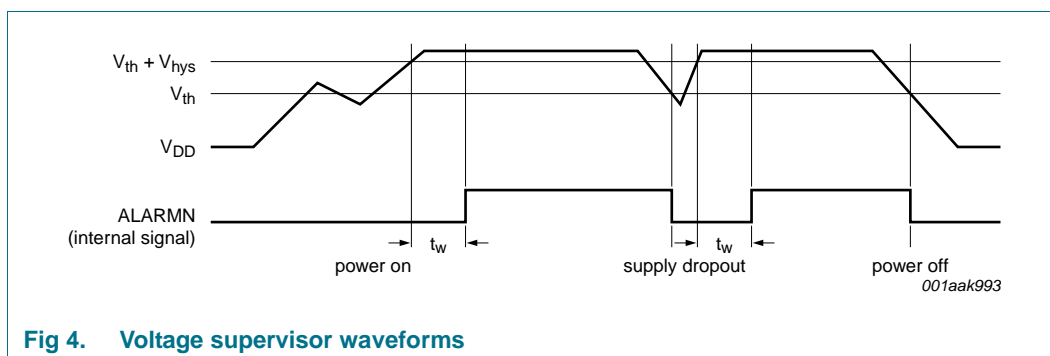 Vth + Vhys
Vth
VDD
ALARMN
(internal signal)
tw
tw
power on
supply dropout
power off
001aak993
Fig 4. Voltage supervisor waveforms